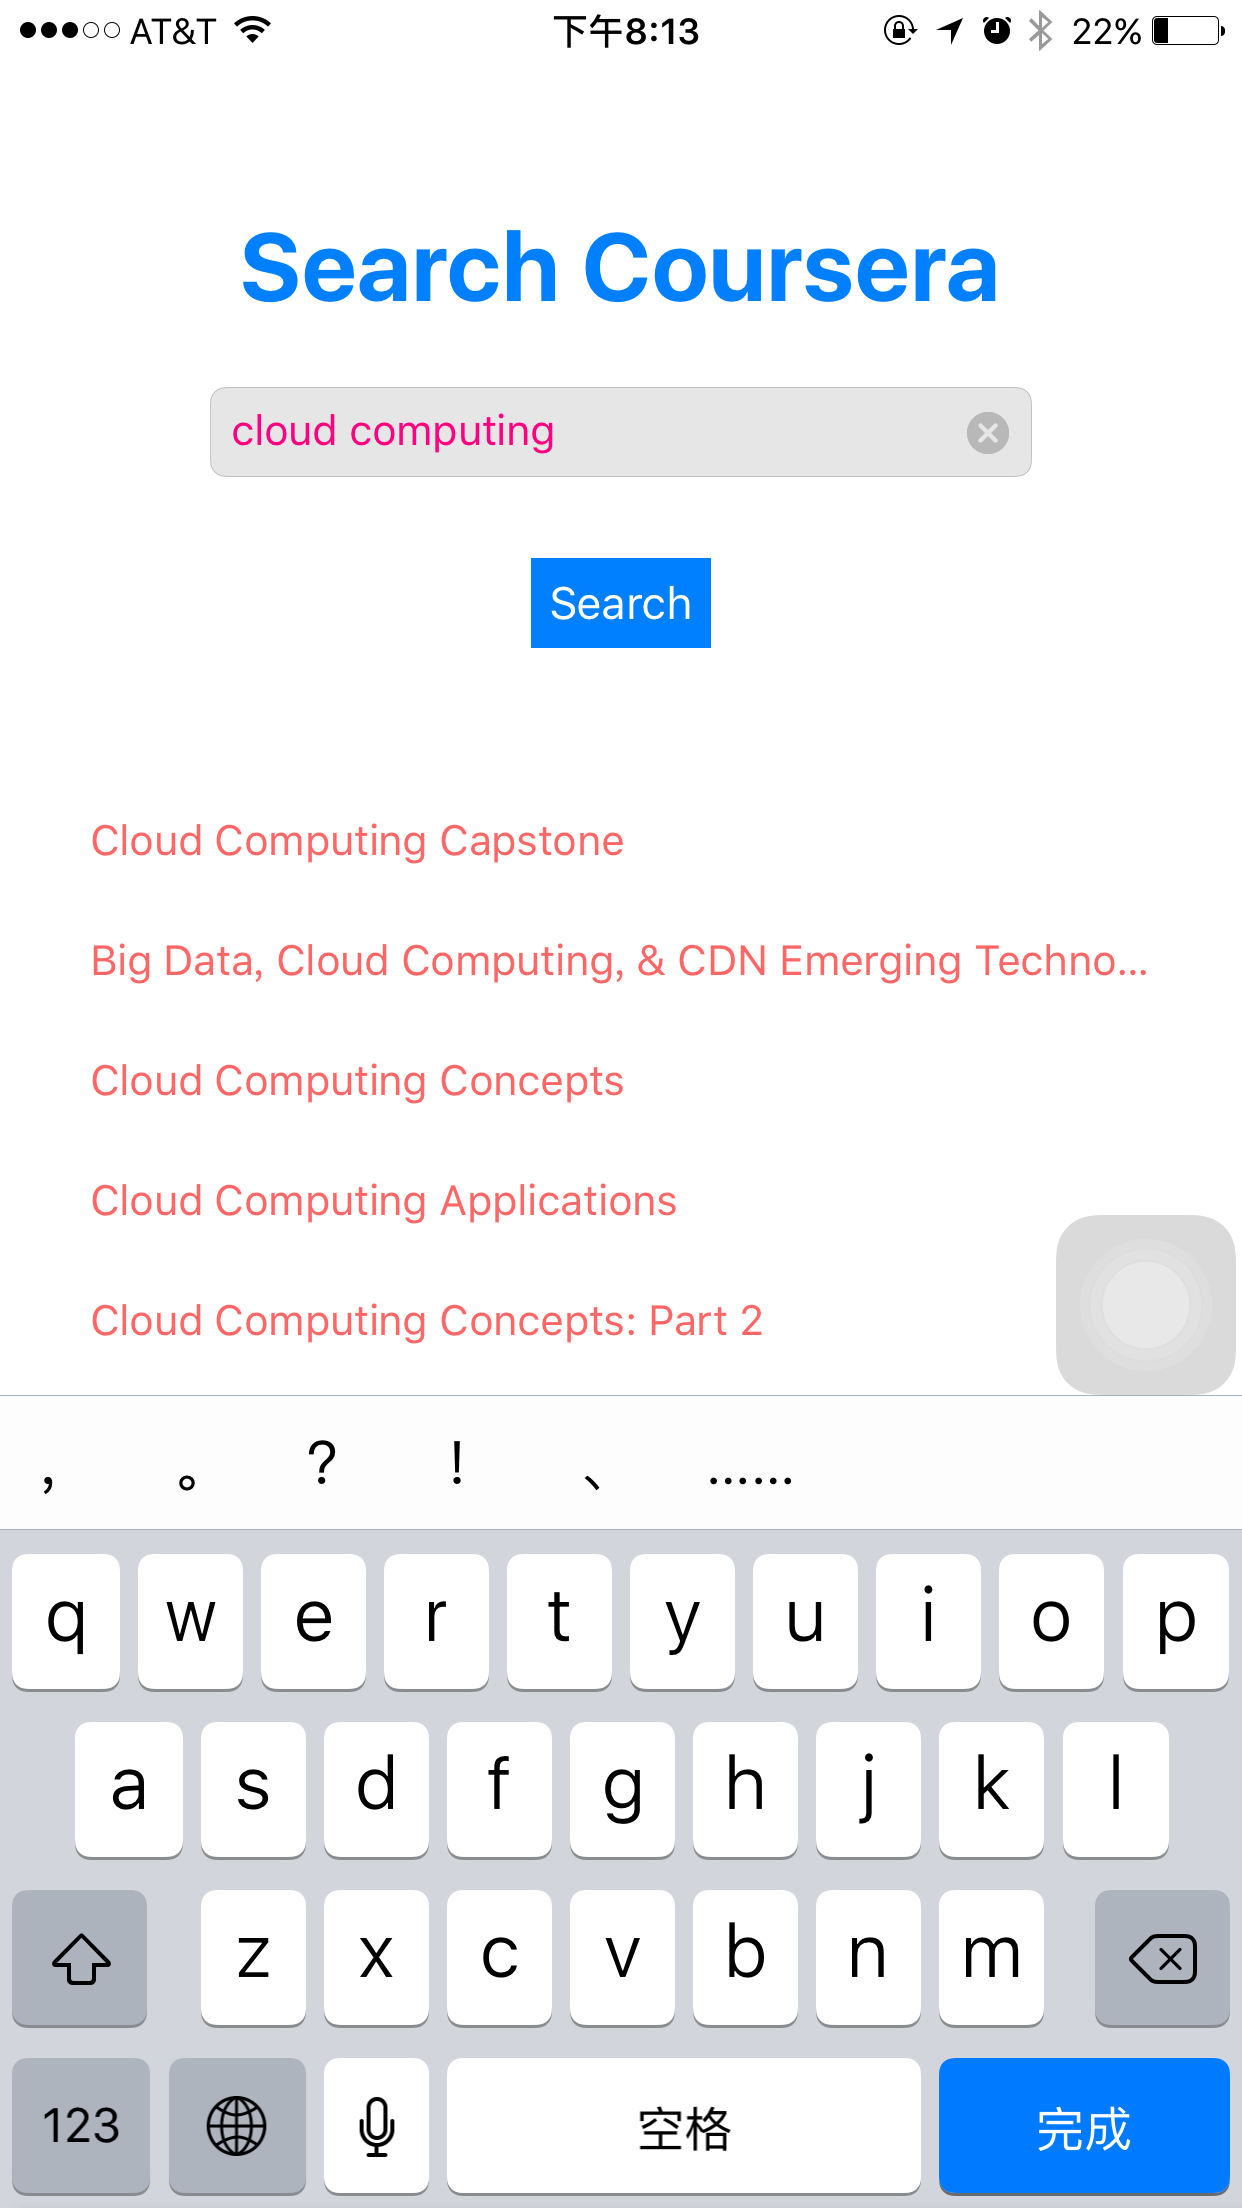 AT&T 下午8:13 22%
Search Coursera
cloud computing
Search
Cloud Computing Capstone
Big Data, Cloud Computing, & CDN Emerging Techno...
Cloud Computing Concepts
Cloud Computing Applications
Cloud Computing Concepts: Part 2
， 。 ？ ！ 、 ……
q w e r t y u i o p
a s d f g h j k l
z x c v b n m
123 空格 完成